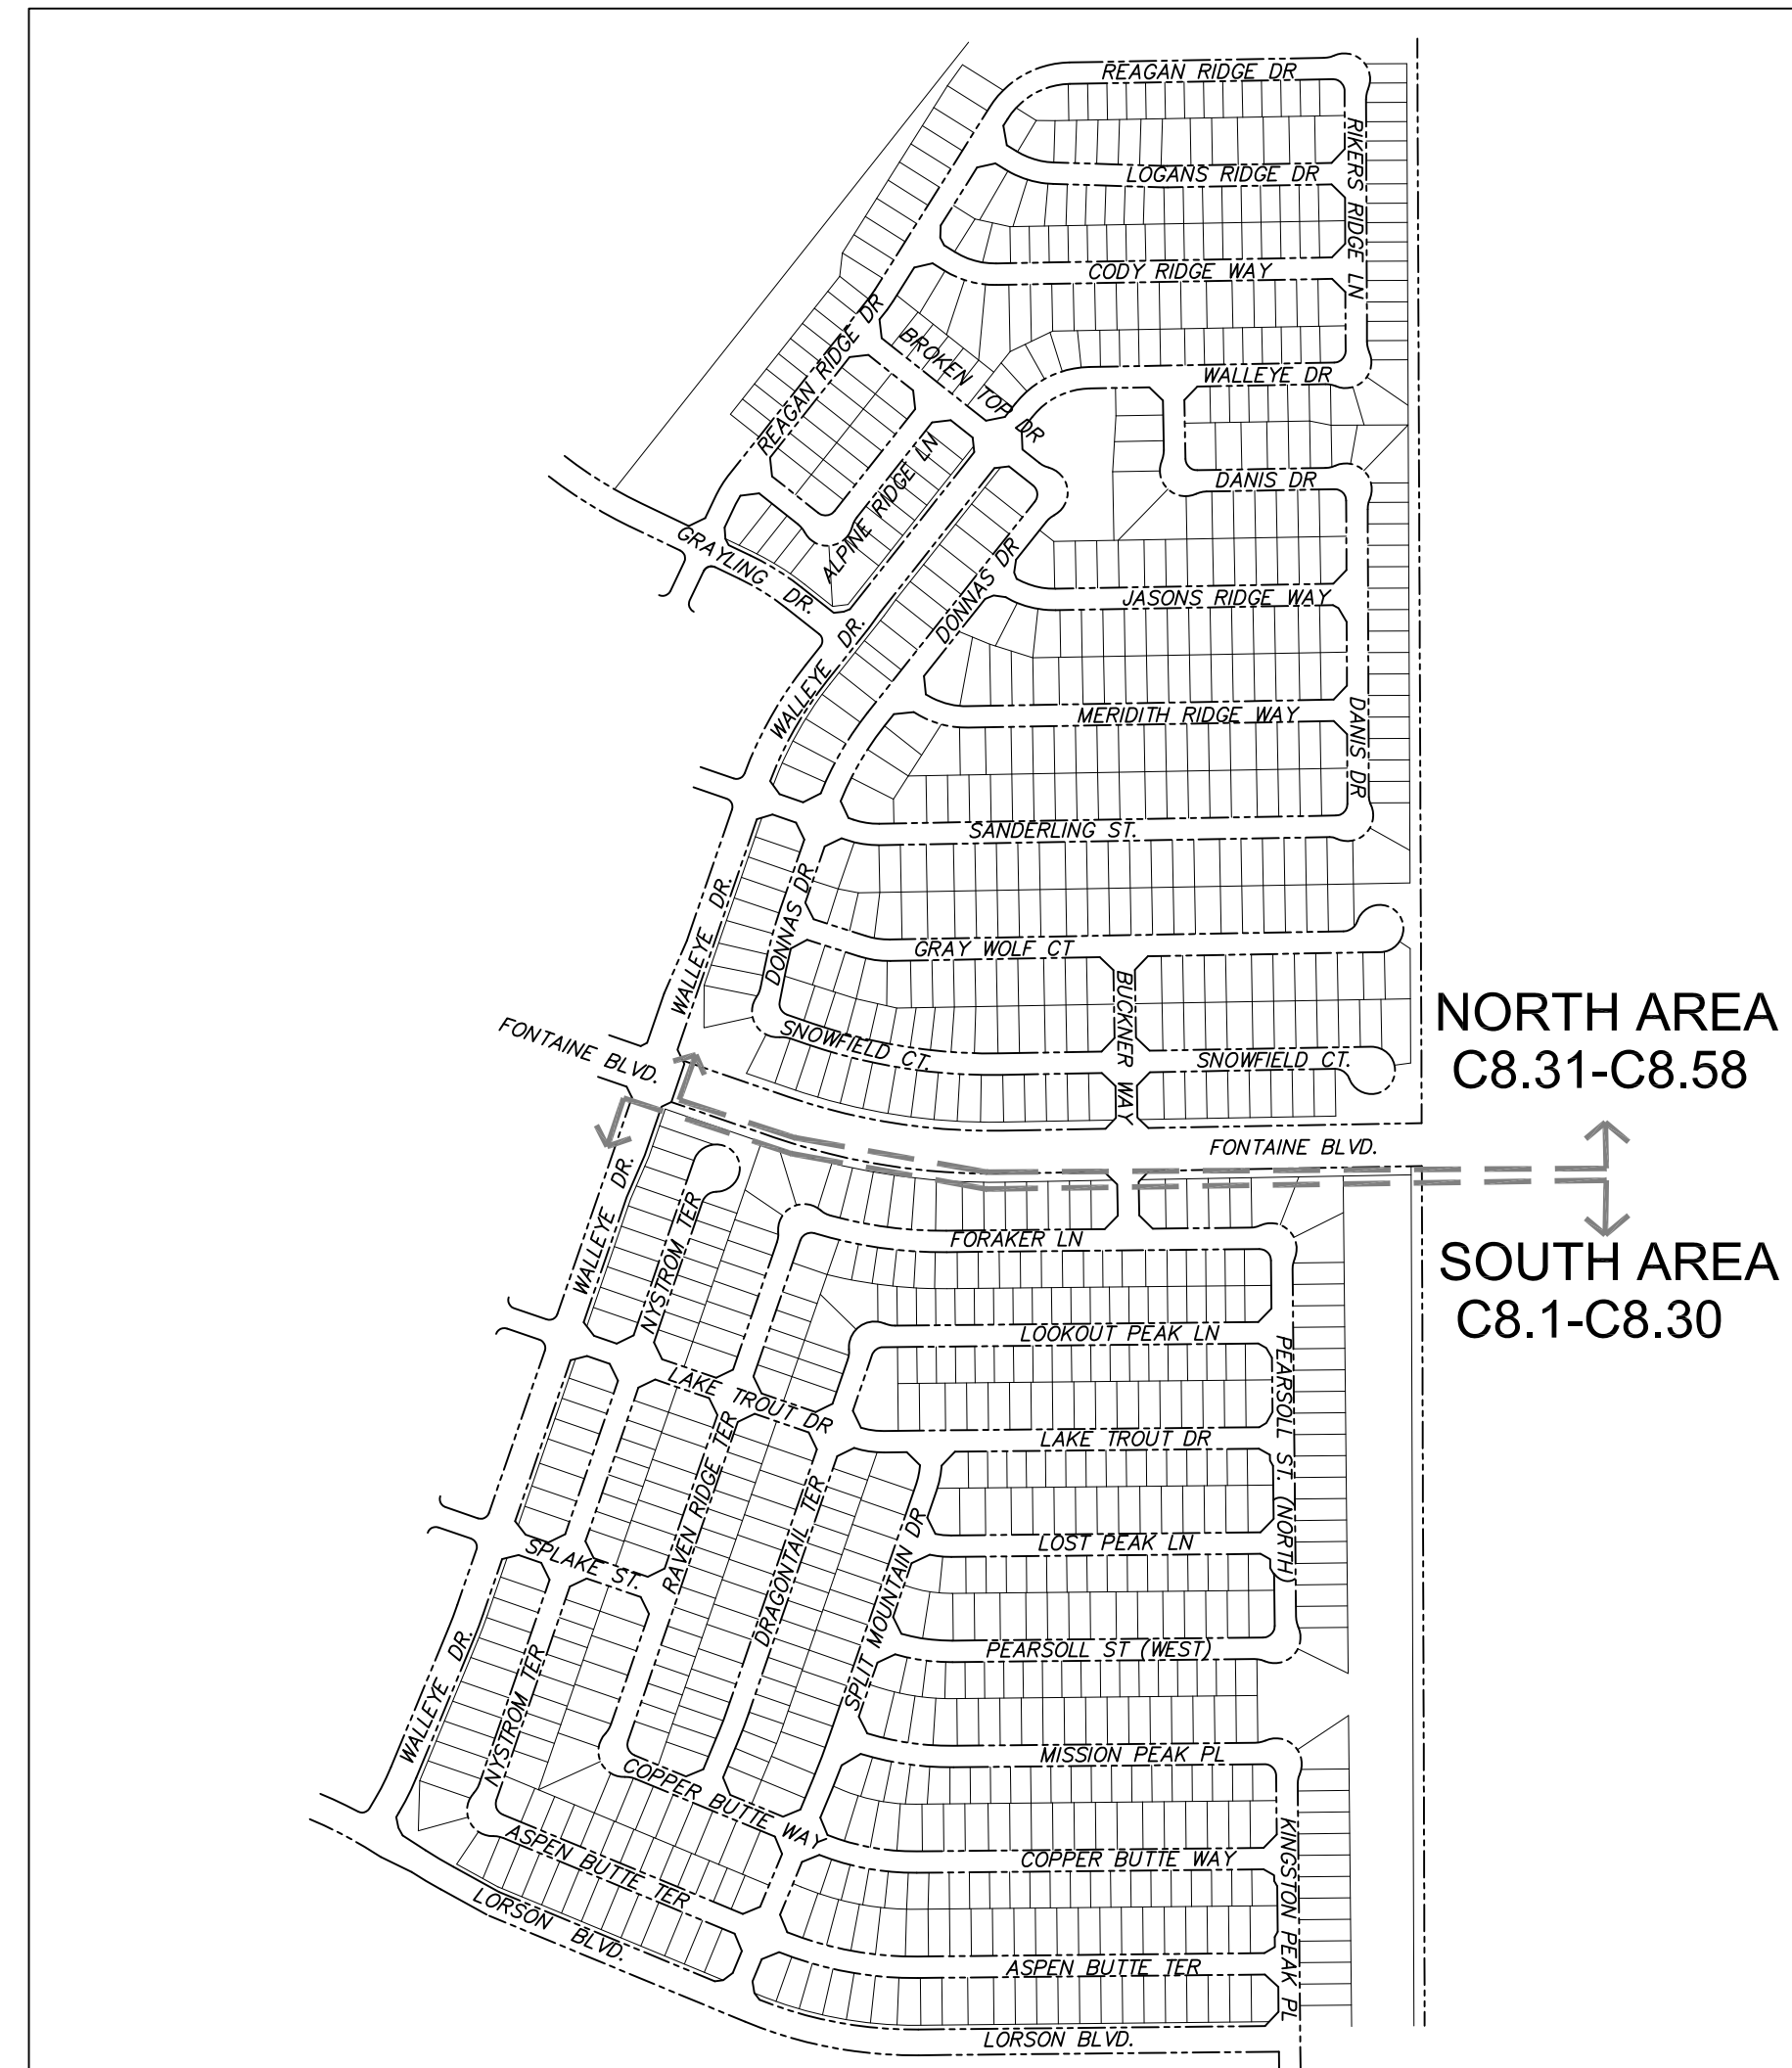 REAGAN RIDGE DR
RIKERS RIDGE LN
LOGANS RIDGE DR
CODY RIDGE WAY
REAGAN RIDGE DR
BROKEN TOP DR
WALLEYE DR
ALPINE RIDGE LN
DANIS DR
GRAYLING DR.
DONNAS DR
JASONS RIDGE WAY
WALLEYE DR.
MERIDITH RIDGE WAY
DANIS DR
SANDERLING ST.
WALLEYE DR.
DONNAS DR
GRAY WOLF CT
BUCKNER WAY
NORTH AREA
C8.31-C8.58
FONTAINE BLVD.
SNOWFIELD CT.
SNOWFIELD CT.
FONTAINE BLVD.
WALLEYE DR.
NYSTROM TER
FORAKER LN
SOUTH AREA
C8.1-C8.30
LOOKOUT PEAK LN
PEARSOLL ST. (NORTH)
LAKE TROUT DR
LAKE TROUT DR
RAVEN RIDGE TER
DRAGONTAIL TER
SPLIT MOUNTAIN DR
LOST PEAK LN
SPLAKE ST.
PEARSOLL ST (WEST)
WALLEYE DR.
NYSTROM TER
MISSION PEAK PL
COPPER BUTTE WAY
COPPER BUTTE WAY
KINGSTON PEAK PL
ASPEN BUTTE TER
LORSON BLVD.
ASPEN BUTTE TER
LORSON BLVD.